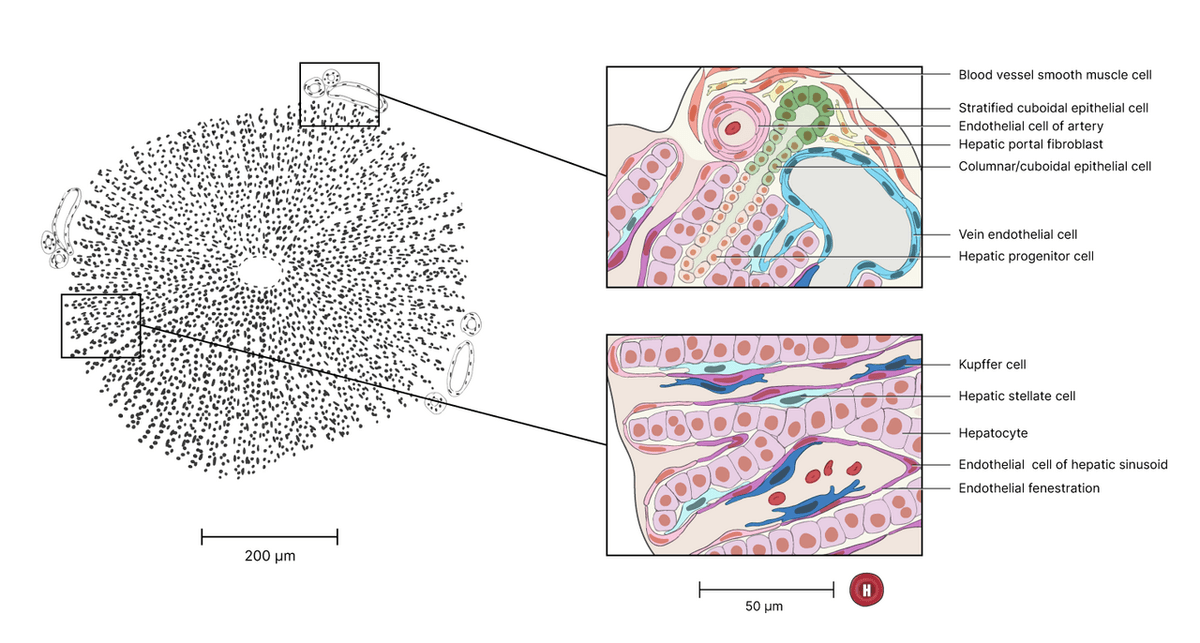 Blood vessel smooth muscle cell
Stratified cuboidal epithelial cell
Endothelial cell of artery
Hepatic portal fibroblast
Columnar/cuboidal epithelial cell
Vein endothelial cell
Hepatic progenitor cell
Kupffer cell
Hepatic stellate cell
Hepatocyte
Endothelial cell of hepatic sinusoid
Endothelial fenestration
200 µm
50 µm
H